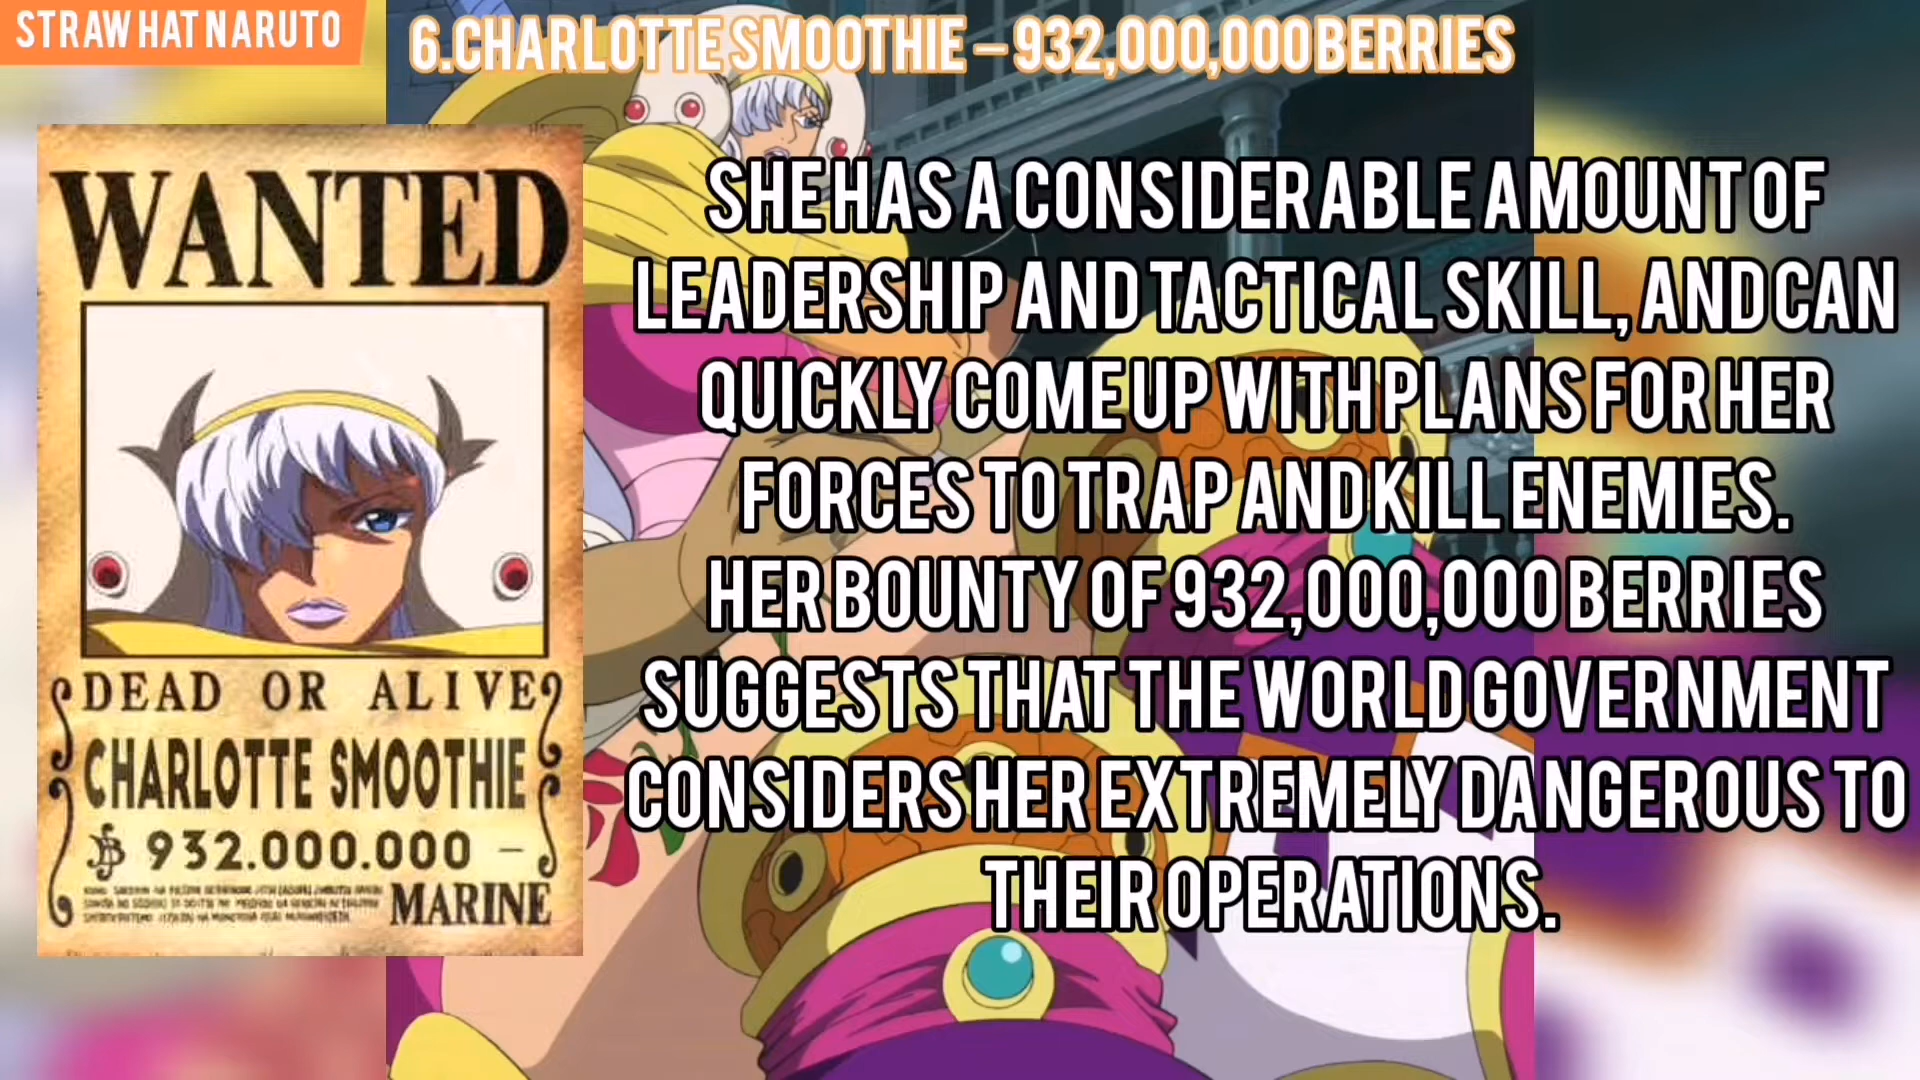 STRAW HAT NARUTO
6.CHARLOTTE SMOOTHIE – 932,000,000 BERRIES
WANTED
DEAD OR ALIVE
CHARLOTTE SMOOTHIE
฿ 932.000.000 –
MARINE
SHE HAS A CONSIDERABLE AMOUNT OF
LEADERSHIP AND TACTICAL SKILL, AND CAN
QUICKLY COME UP WITH PLANS FOR HER
FORCES TO TRAP AND KILL ENEMIES.
HER BOUNTY OF 932,000,000 BERRIES
SUGGESTS THAT THE WORLD GOVERNMENT
CONSIDERS HER EXTREMELY DANGEROUS TO
THEIR OPERATIONS.